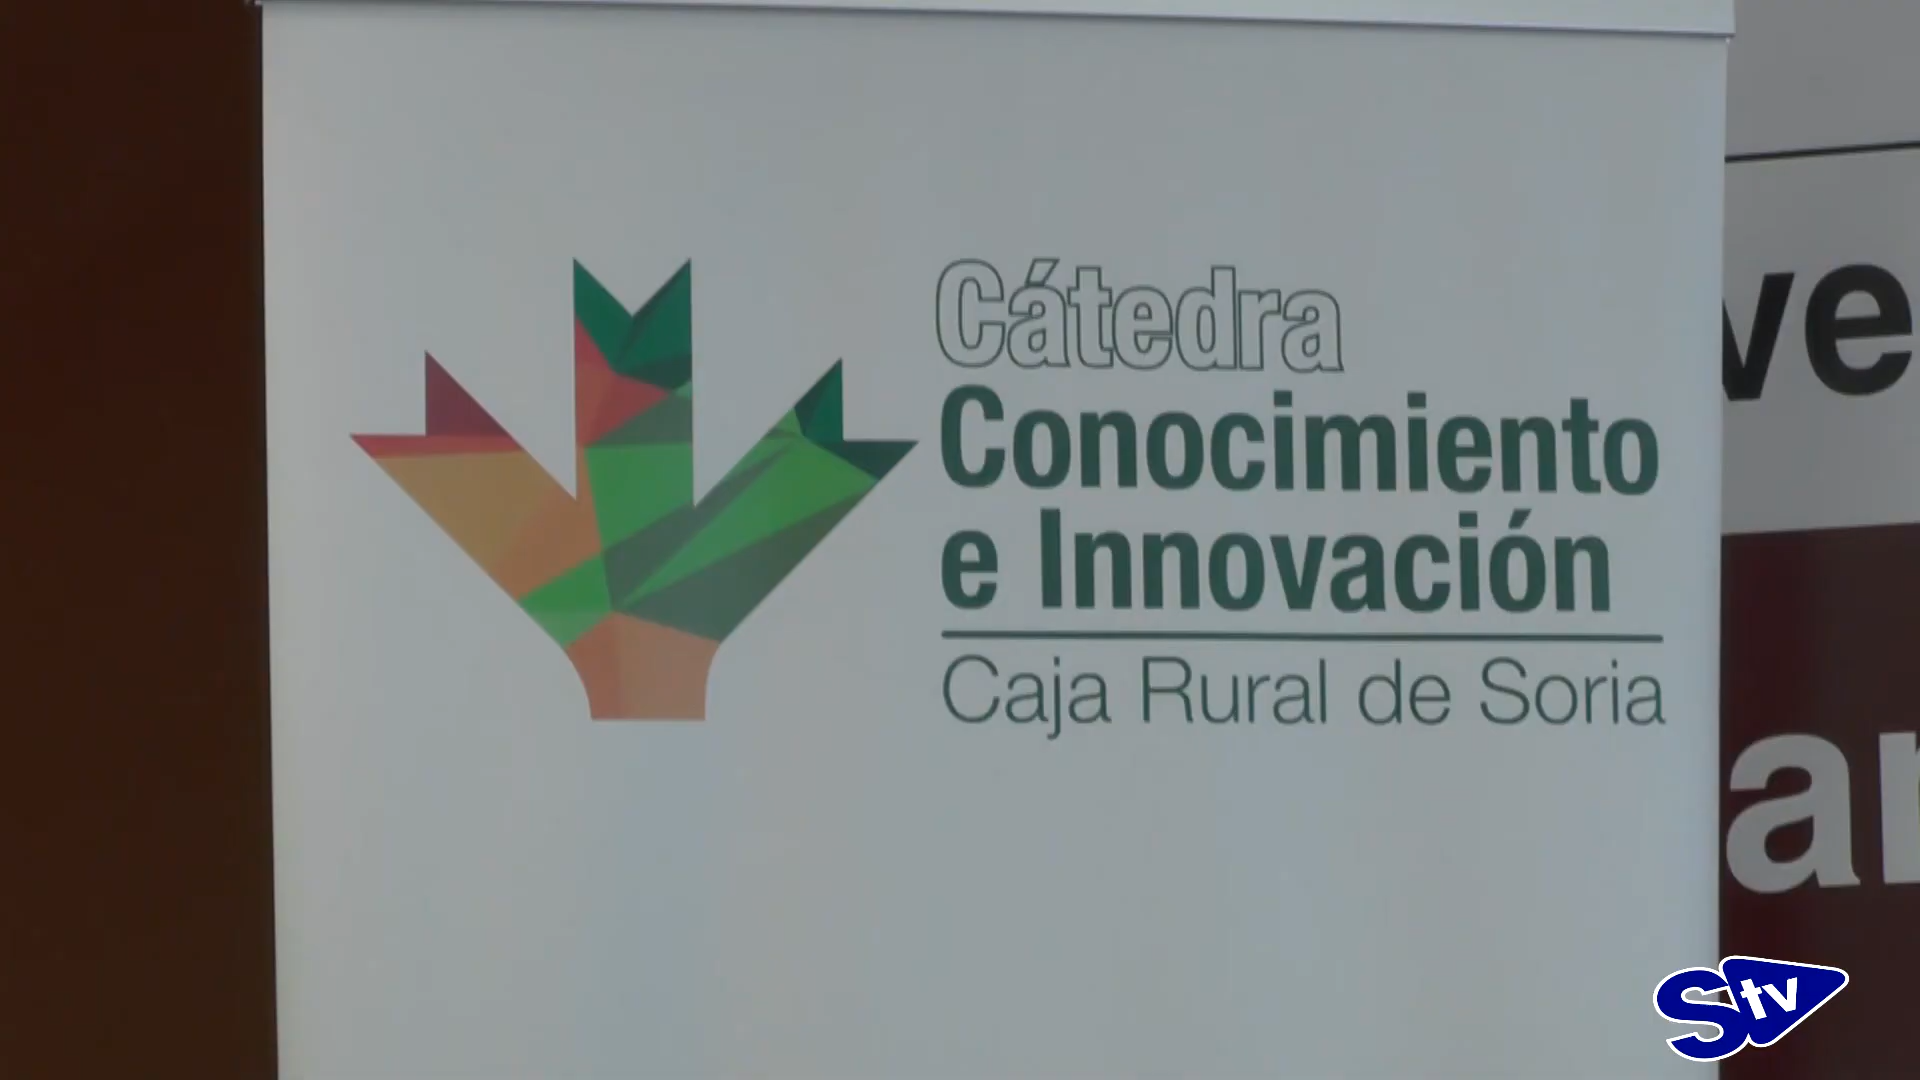 Cátedra
Conocimiento
e Innovación
Caja Rural de Soria
ve
ar
Stv